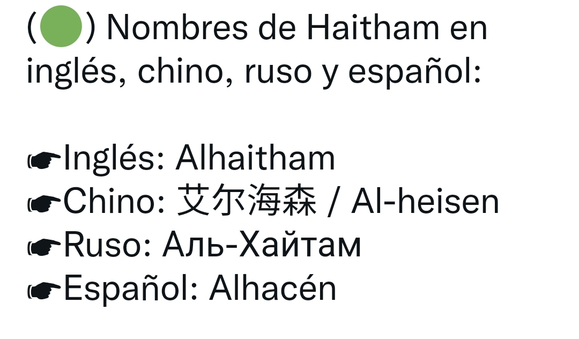 (🟢) Nombres de Haitham en
inglés, chino, ruso y español:
👉Inglés: Alhaitham
👉Chino: 艾尔海森 / Al-heisen
👉Ruso: Аль-Хайтам
👉Español: Alhacén